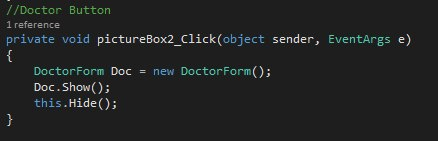 //Doctor Button
1 reference
private void pictureBox2_Click(object sender, EventArgs e)
{
DoctorForm Doc = new DoctorForm();
Doc.Show();
this.Hide();
}